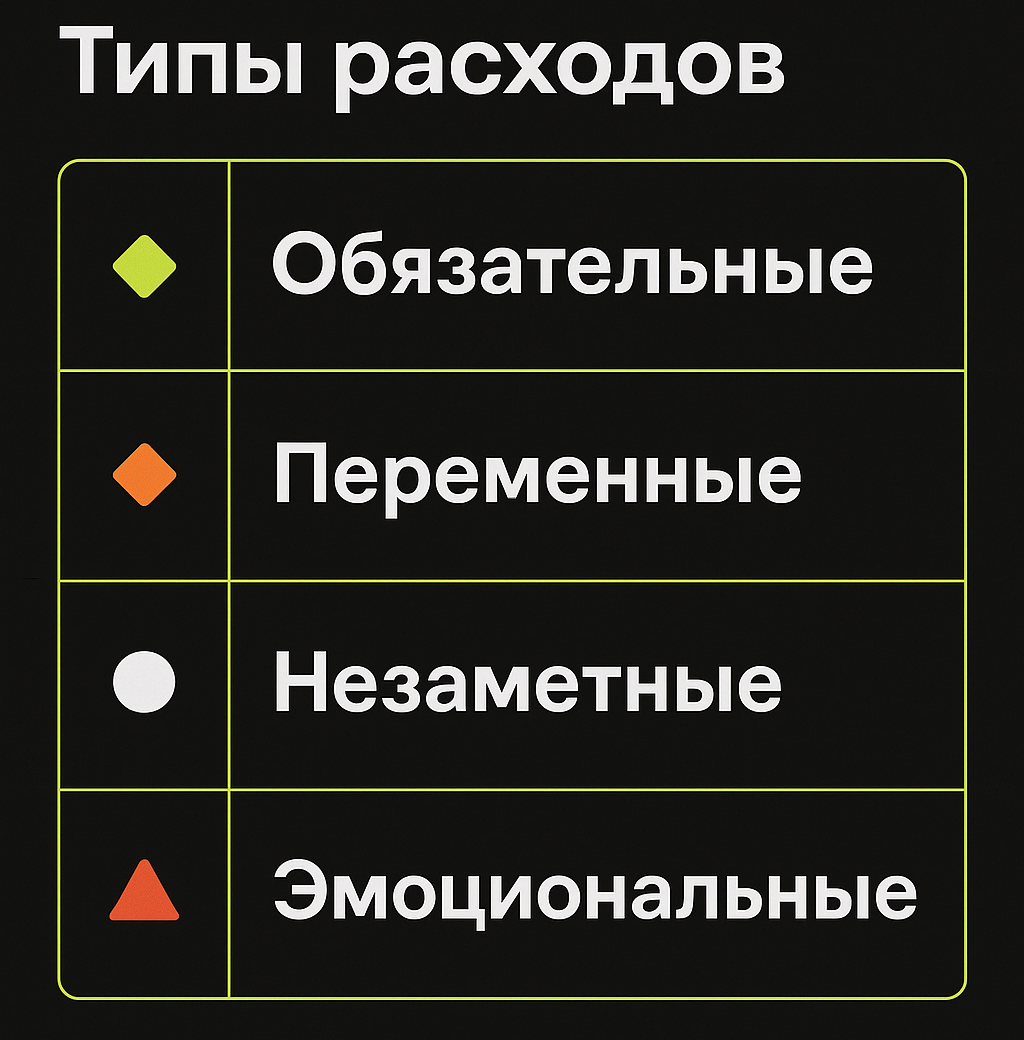 Типы расходов
Обязательные
Переменные
Незаметные
Эмоциональные